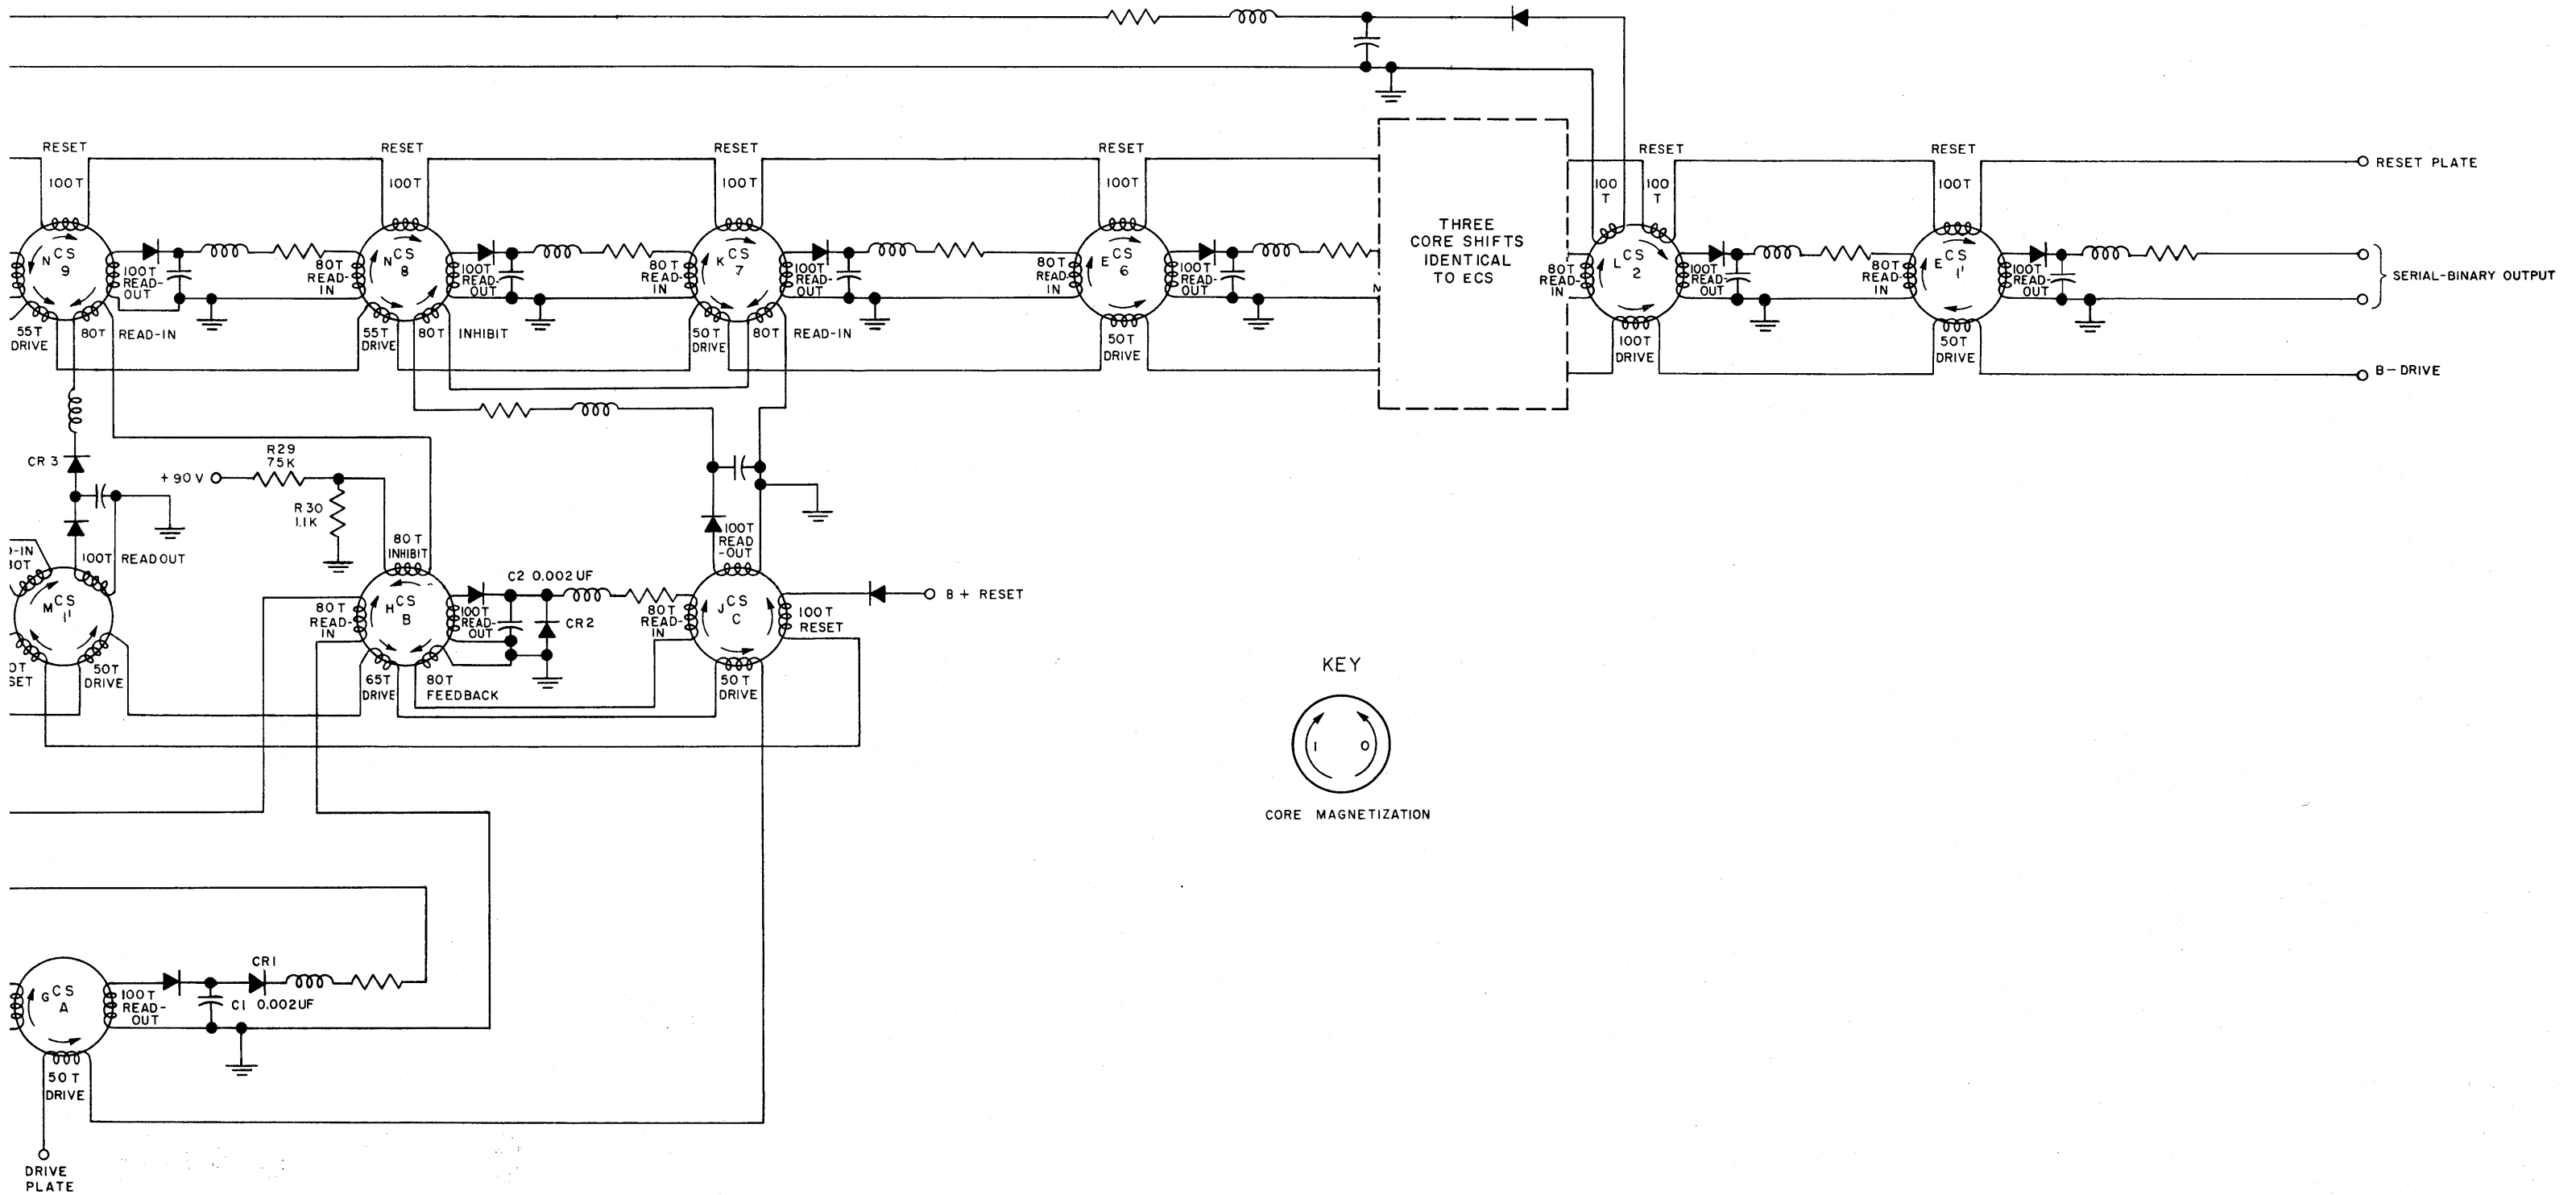 RESET
RESET
RESET
RESET
RESET
RESET
RESET PLATE
100T
100T
100T
100T
100
T
100
T
100T
N CS
9
N CS
8
K CS
7
E CS
6
L CS
2
E CS
1'
THREE
CORE SHIFTS
IDENTICAL
TO ECS
100T
READ-
OUT
80T
READ-
IN
100T
READ-
OUT
80T
READ-
IN
100T
READ-
OUT
80T
READ-
IN
100T
READ-
OUT
80T
READ-
IN
100T
READ-
OUT
80T
READ-
IN
100T
READ-
OUT
SERIAL-BINARY OUTPUT
55T
DRIVE
80T READ-IN
55T
DRIVE
80T INHIBIT
50T
DRIVE
80T READ-IN
50T
DRIVE
100T
DRIVE
50T
DRIVE
B-DRIVE
CR3
+90V
R29
75K
R30
1.1K
100T READOUT
80T
INHIBIT
100T
READ
-OUT
M CS
1'
50T
DRIVE
80T
READ-
IN
H CS
B
100T
READ-
OUT
C2 0.002UF
CR2
80T
READ-
IN
J CS
C
100T
RESET
B+ RESET
65T
DRIVE
80T
FEEDBACK
50T
DRIVE
KEY
1 0
CORE MAGNETIZATION
G CS
A
100T
READ-
OUT
CR1
C1 0.002UF
50T
DRIVE
DRIVE
PLATE